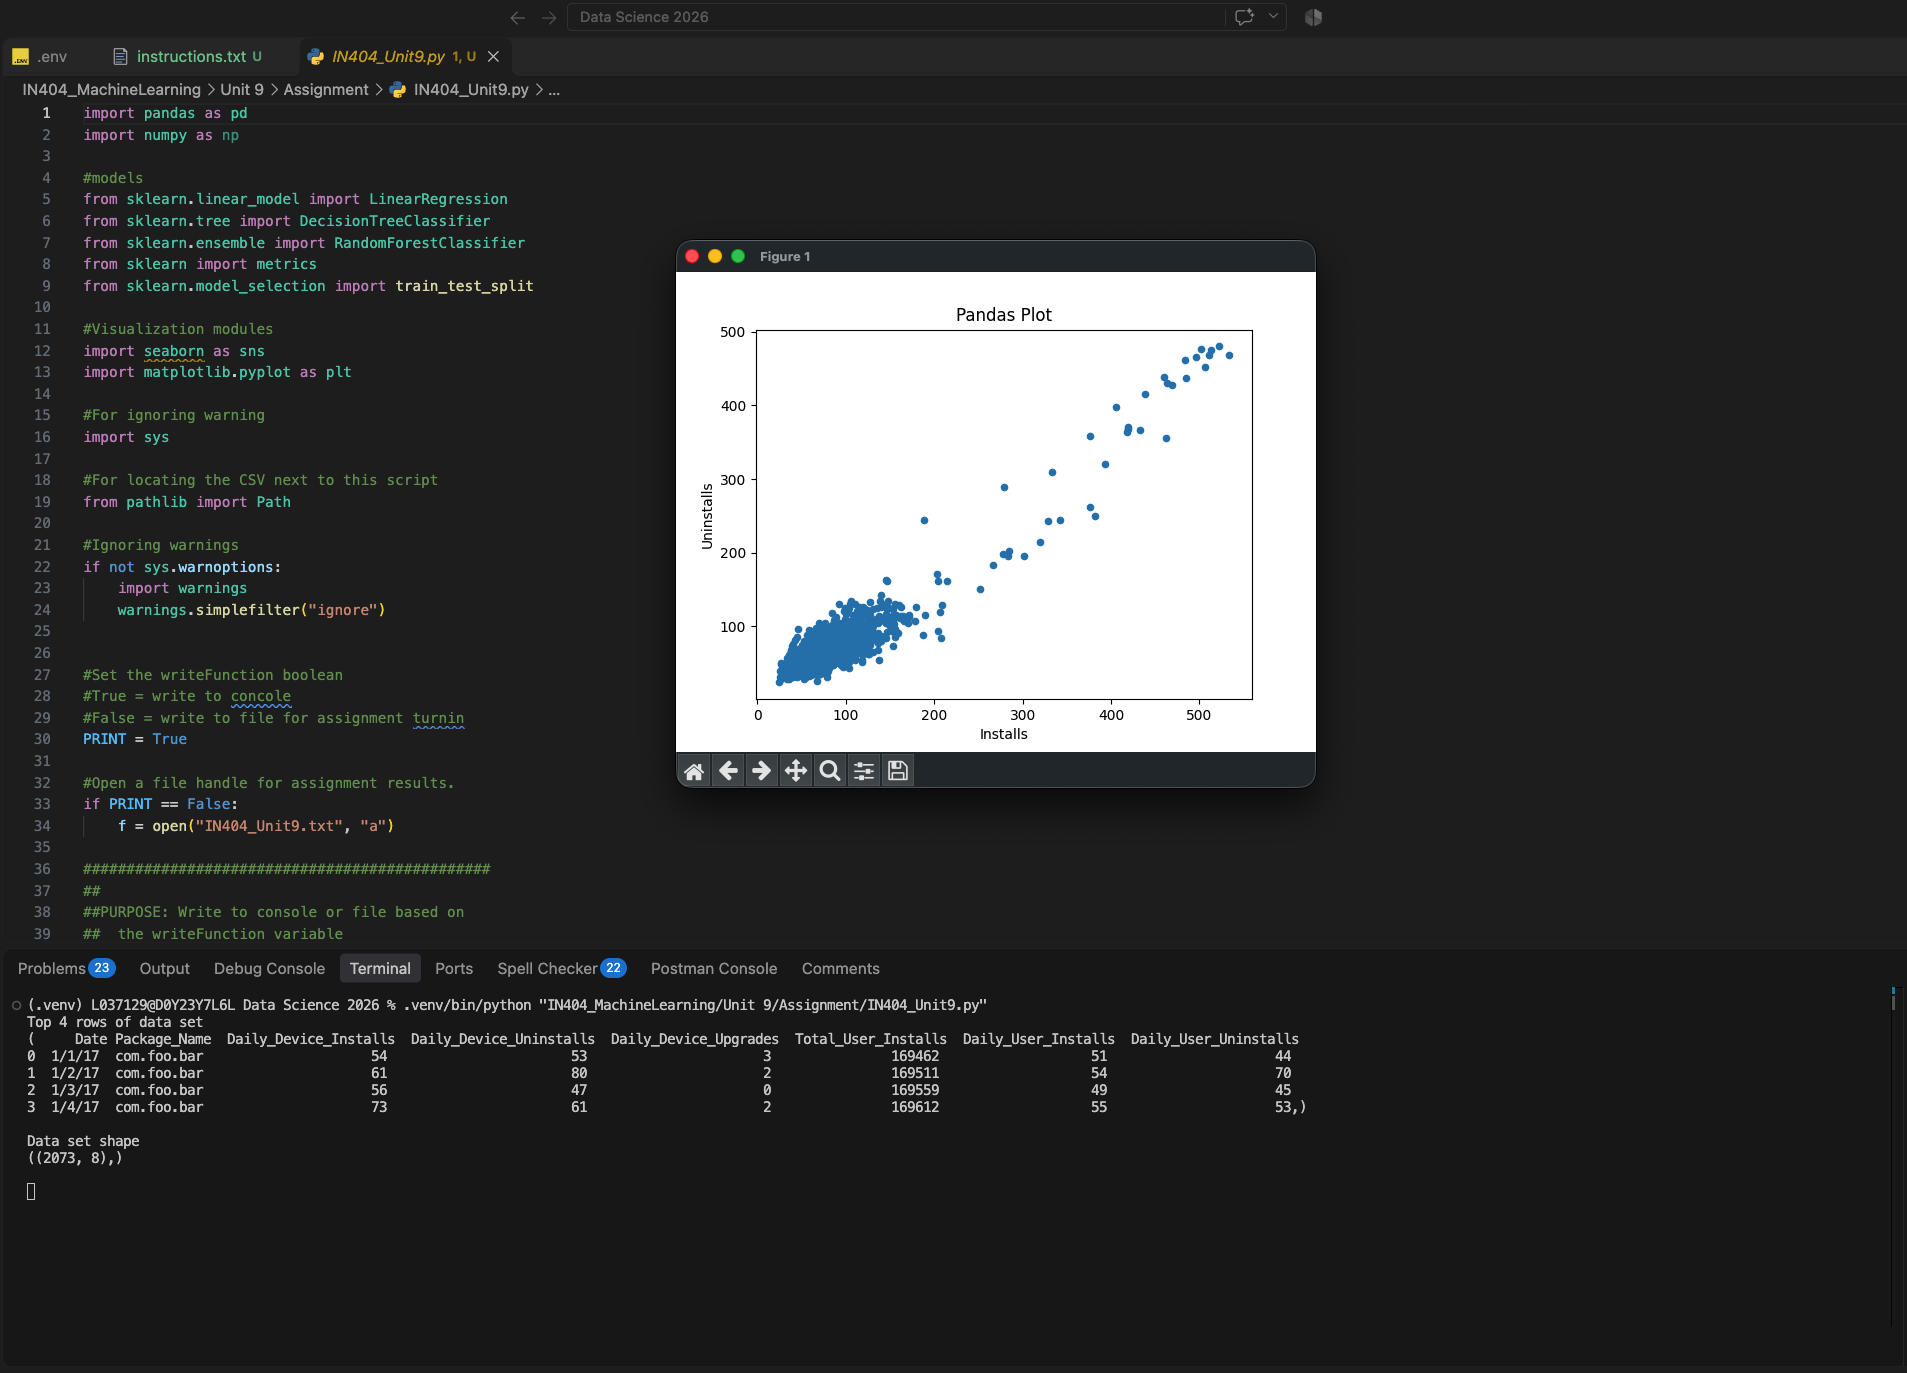 Data Science 2026
.env
instructions.txt U
IN404_Unit9.py 1, U
IN404_MachineLearning > Unit 9 > Assignment > IN404_Unit9.py > ...
1 import pandas as pd
2 import numpy as np
3
4 #models
5 from sklearn.linear_model import LinearRegression
6 from sklearn.tree import DecisionTreeClassifier
7 from sklearn.ensemble import RandomForestClassifier
8 from sklearn import metrics
9 from sklearn.model_selection import train_test_split
10
11 #Visualization modules
12 import seaborn as sns
13 import matplotlib.pyplot as plt
14
15 #For ignoring warning
16 import sys
17
18 #For locating the CSV next to this script
19 from pathlib import Path
20
21 #Ignoring warnings
22 if not sys.warnoptions:
23 import warnings
24 warnings.simplefilter("ignore")
25
26
27 #Set the writeFunction boolean
28 #True = write to concole
29 #False = write to file for assignment turnin
30 PRINT = True
31
32 #Open a file handle for assignment results.
33 if PRINT == False:
34 f = open("IN404_Unit9.txt", "a")
35
36 ###############################################
37 ##
38 ##PURPOSE: Write to console or file based on
39 ## the writeFunction variable
Figure 1
Pandas Plot
500
400
300
200
100
Uninstalls
0 100 200 300 400 500
Installs
Problems 23 Output Debug Console Terminal Ports Spell Checker 22 Postman Console Comments
(.venv) L037129@D0Y23Y7L6L Data Science 2026 % .venv/bin/python "IN404_MachineLearning/Unit 9/Assignment/IN404_Unit9.py"
Top 4 rows of data set
( Date Package_Name Daily_Device_Installs Daily_Device_Uninstalls Daily_Device_Upgrades Total_User_Installs Daily_User_Installs Daily_User_Uninstalls
0 1/1/17 com.foo.bar 54 53 3 169462 51 44
1 1/2/17 com.foo.bar 61 80 2 169511 54 70
2 1/3/17 com.foo.bar 56 47 0 169559 49 45
3 1/4/17 com.foo.bar 73 61 2 169612 55 53,)
Data set shape
((2073, 8),)